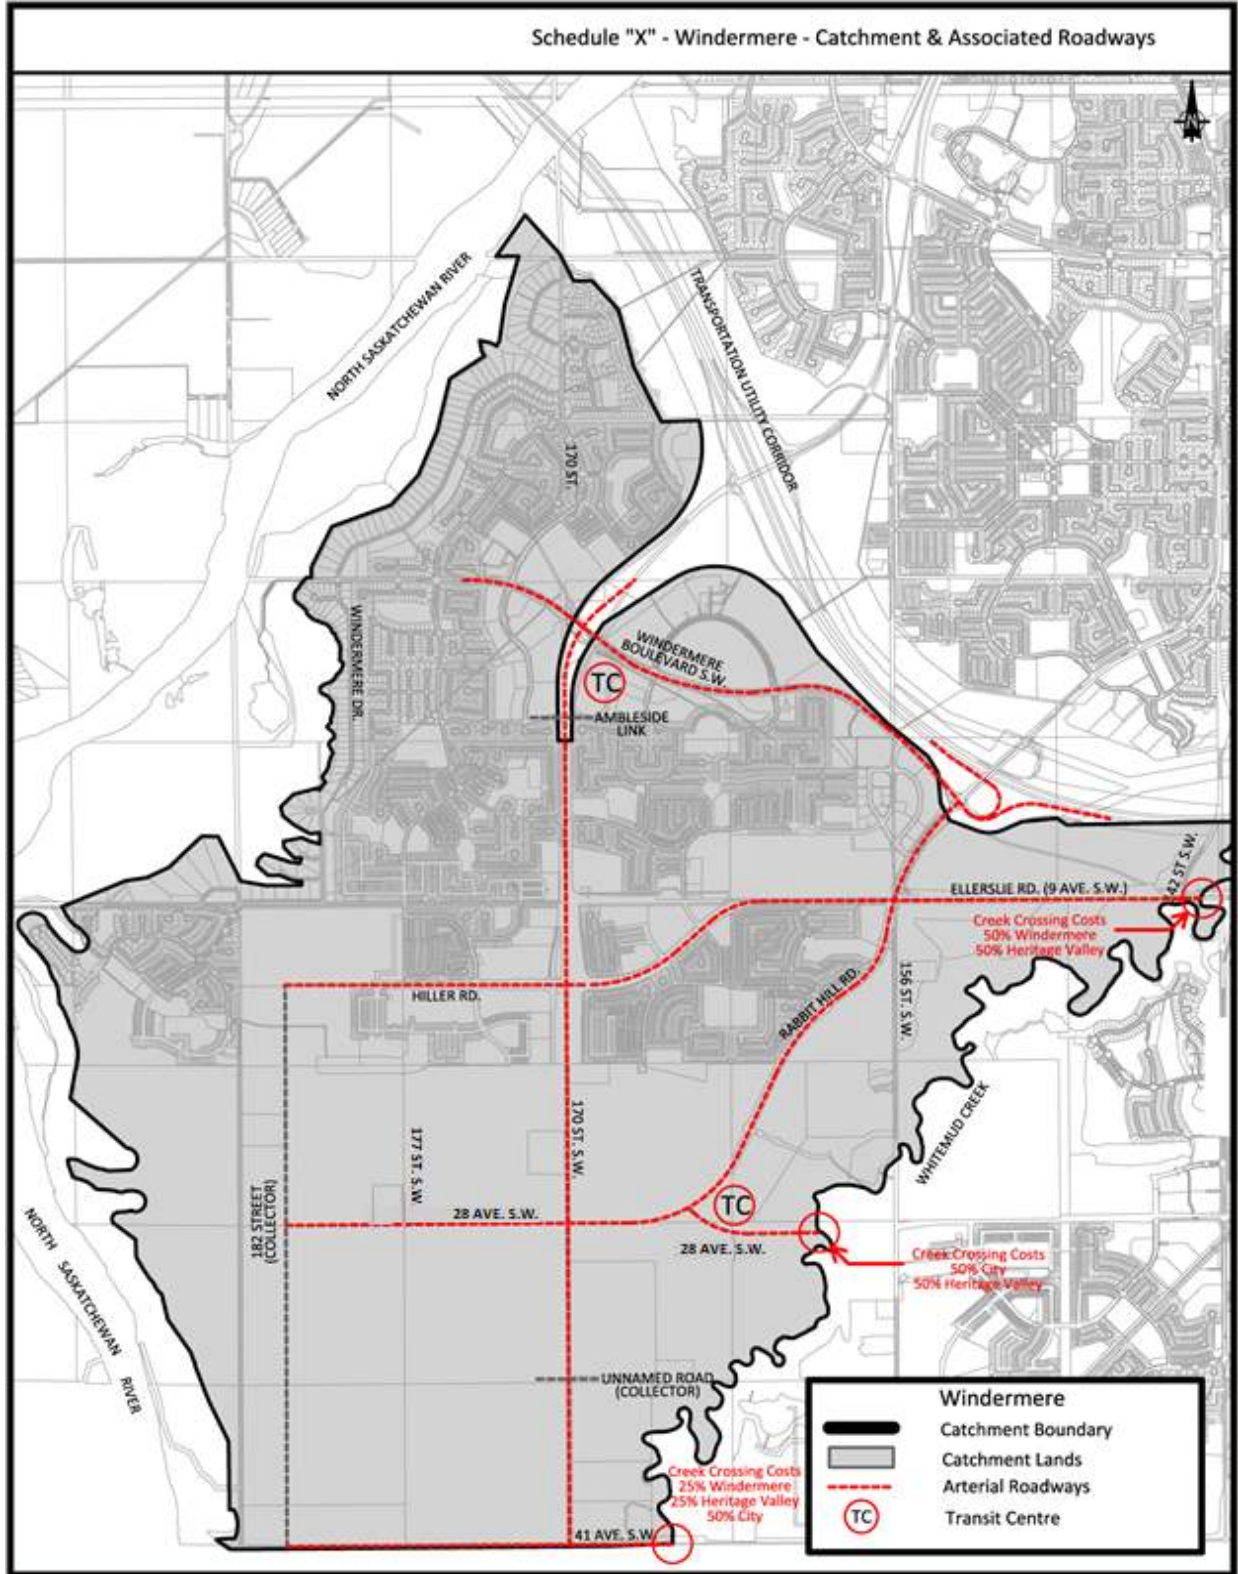 Schedule "X" - Windermere - Catchment & Associated Roadways
N
NORTH SASKATCHEWAN RIVER
TRANSPORTATION UTILITY CORRIDOR
170 ST.
WINDERMERE DR.
WINDERMERE
BOULEVARD S.W.
TC
AMBLESIDE
LINK
42 ST S.W.
ELLERSLIE RD. (9 AVE. S.W.)
Creek Crossing Costs
50% Windermere
50% Heritage Valley
HILLER RD.
RABBIT HILL RD.
156 ST. S.W.
WHITEMUD CREEK
170 ST. S.W.
177 ST. S.W
182 STREET
(COLLECTOR)
28 AVE. S.W.
TC
28 AVE. S.W.
Creek Crossing Costs
50% City
50% Heritage Valley
NORTH SASKATCHEWAN RIVER
UNNAMED ROAD
(COLLECTOR)
Creek Crossing Costs
25% Windermere
25% Heritage Valley
50% City
41 AVE. S.W.
Windermere
Catchment Boundary
Catchment Lands
Arterial Roadways
TC
Transit Centre